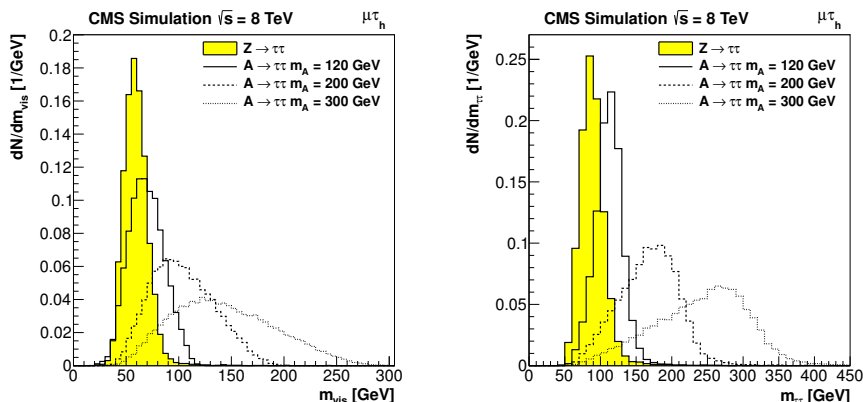 CMS Simulation √s = 8 TeV
μτh
dN/dmvis [1/GeV]
0.2
0.18
0.16
0.14
0.12
0.1
0.08
0.06
0.04
0.02
0
Z → ττ
A → ττ mA = 120 GeV
A → ττ mA = 200 GeV
A → ττ mA = 300 GeV
0 50 100 150 200 250 300
mvis [GeV]
CMS Simulation √s = 8 TeV
μτh
dN/dmττ [1/GeV]
0.25
0.2
0.15
0.1
0.05
0
Z → ττ
A → ττ mA = 120 GeV
A → ττ mA = 200 GeV
A → ττ mA = 300 GeV
0 50 100 150 200 250 300 350 400 450
mττ [GeV]